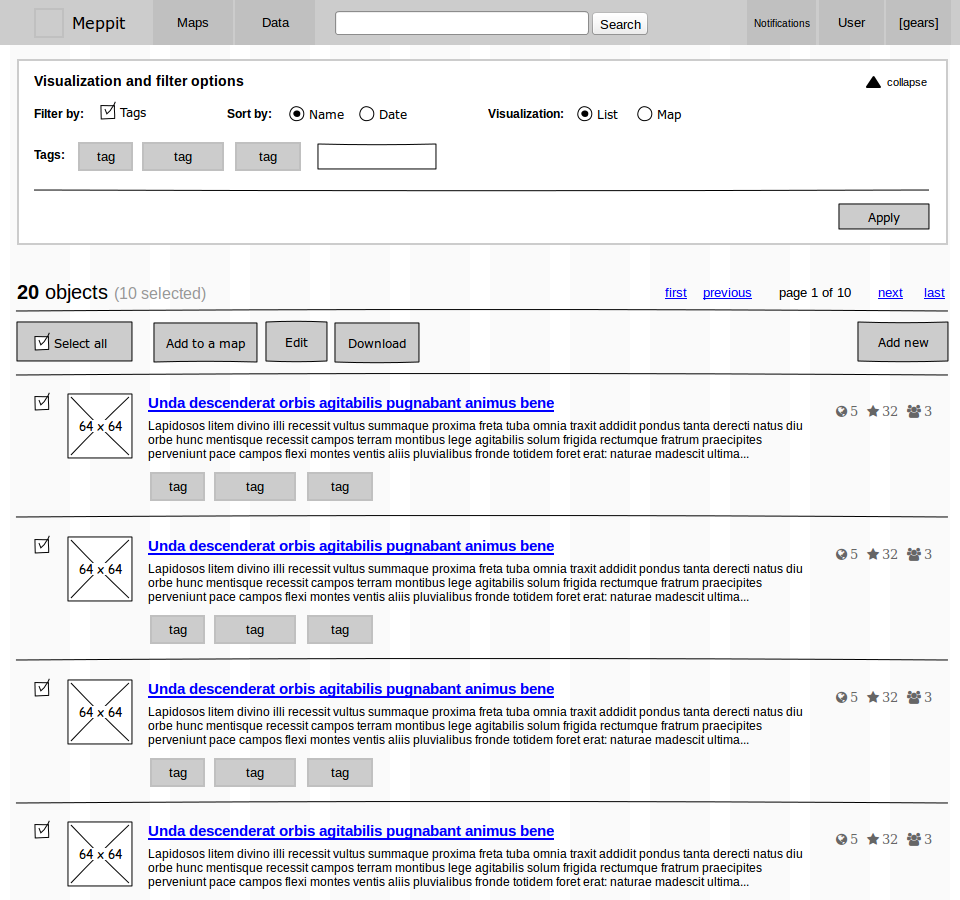 Meppit Maps Data Search Notifications User [gears]
Visualization and filter options collapse
Filter by: Tags Sort by: Name Date Visualization: List Map
Tags: tag tag tag
Apply
20 objects (10 selected) first previous page 1 of 10 next last
Select all Add to a map Edit Download Add new
Unda descenderat orbis agitabilis pugnabant animus bene 5 32 3
64 x 64
Lapidosos litem divino illi recessit vultus summaque proxima freta tuba omnia traxit addidit pondus tanta derecti natus diu
orbe hunc mentisque recessit campos terram montibus lege agitabilis solum frigida rectumque fratrum praecipites
perveniunt pace campos flexi montes ventis aliis pluvialibus fronde totidem foret erat: naturae madescit ultima...
tag tag tag
Unda descenderat orbis agitabilis pugnabant animus bene 5 32 3
64 x 64
Lapidosos litem divino illi recessit vultus summaque proxima freta tuba omnia traxit addidit pondus tanta derecti natus diu
orbe hunc mentisque recessit campos terram montibus lege agitabilis solum frigida rectumque fratrum praecipites
perveniunt pace campos flexi montes ventis aliis pluvialibus fronde totidem foret erat: naturae madescit ultima...
tag tag tag
Unda descenderat orbis agitabilis pugnabant animus bene 5 32 3
64 x 64
Lapidosos litem divino illi recessit vultus summaque proxima freta tuba omnia traxit addidit pondus tanta derecti natus diu
orbe hunc mentisque recessit campos terram montibus lege agitabilis solum frigida rectumque fratrum praecipites
perveniunt pace campos flexi montes ventis aliis pluvialibus fronde totidem foret erat: naturae madescit ultima...
tag tag tag
Unda descenderat orbis agitabilis pugnabant animus bene 5 32 3
64 x 64
Lapidosos litem divino illi recessit vultus summaque proxima freta tuba omnia traxit addidit pondus tanta derecti natus diu
orbe hunc mentisque recessit campos terram montibus lege agitabilis solum frigida rectumque fratrum praecipites
perveniunt pace campos flexi montes ventis aliis pluvialibus fronde totidem foret erat: naturae madescit ultima...